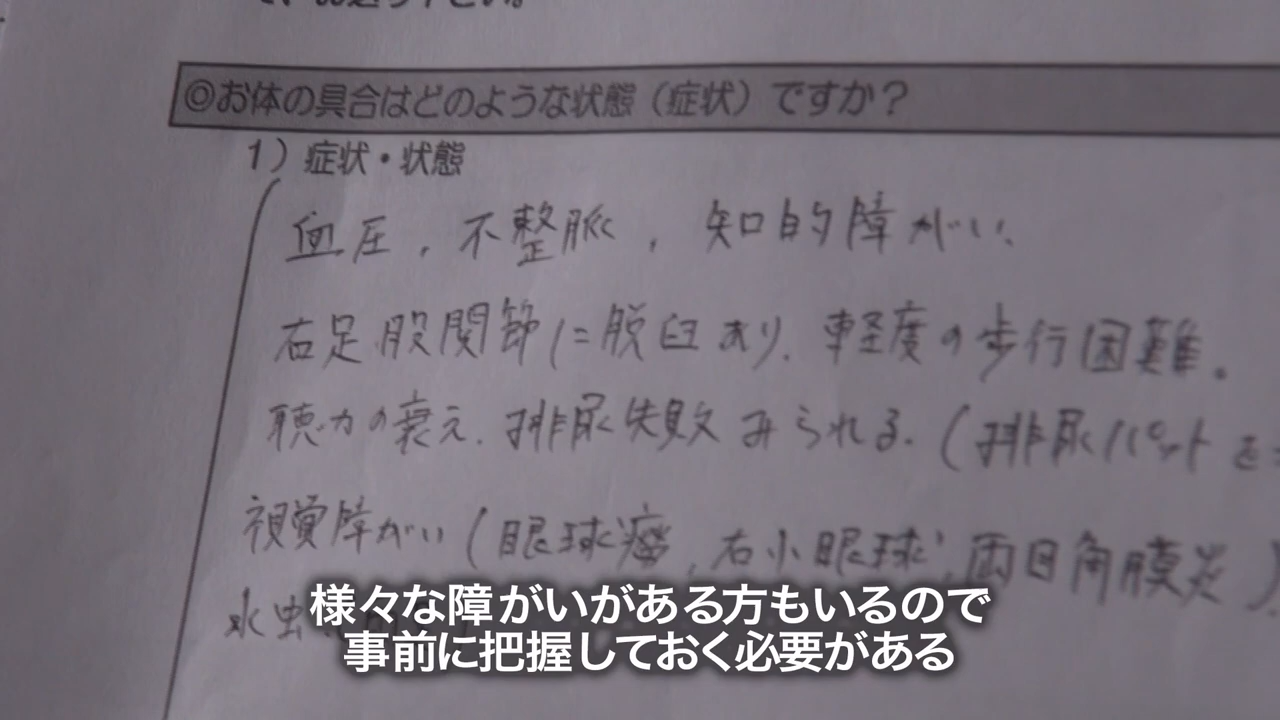 ◎お体の具合はどのような状態（症状）ですか？
1）症状・状態
血圧，不整脈，知的障がい、
右足股関節に脱臼あり、軽度の歩行困難。
聴力の衰え、排尿失敗みられる、（排尿パットを
視覚障がい（眼球癆，右小眼球，両目角膜炎）
水虫
様々な障がいがある方もいるので
事前に把握しておく必要がある